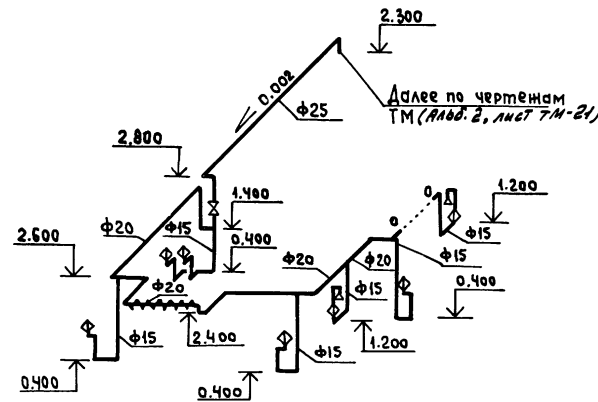 2.300
0.002
Далее по чертежам
ТМ (Альб. 2, лист ТМ-21)
ф25
2,800
1.400
1.200
ф20
ф15
0.400
ф15
2.600
ф20
ф20
ф15
ф20
ф15
0.400
ф15
2.400
ф15
1.200
0.400
0.400
о
о